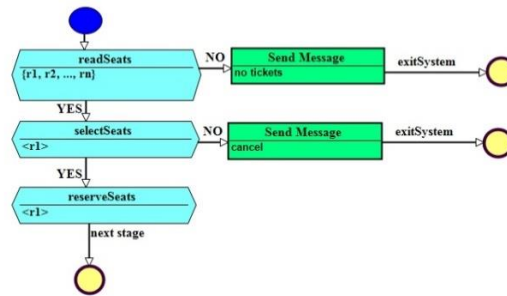 readSeats
{r1, r2, ..., rn}
NO
Send Message
no tickets
exitSystem
YES
selectSeats
<r1>
NO
Send Message
cancel
exitSystem
YES
reserveSeats
<r1>
next stage